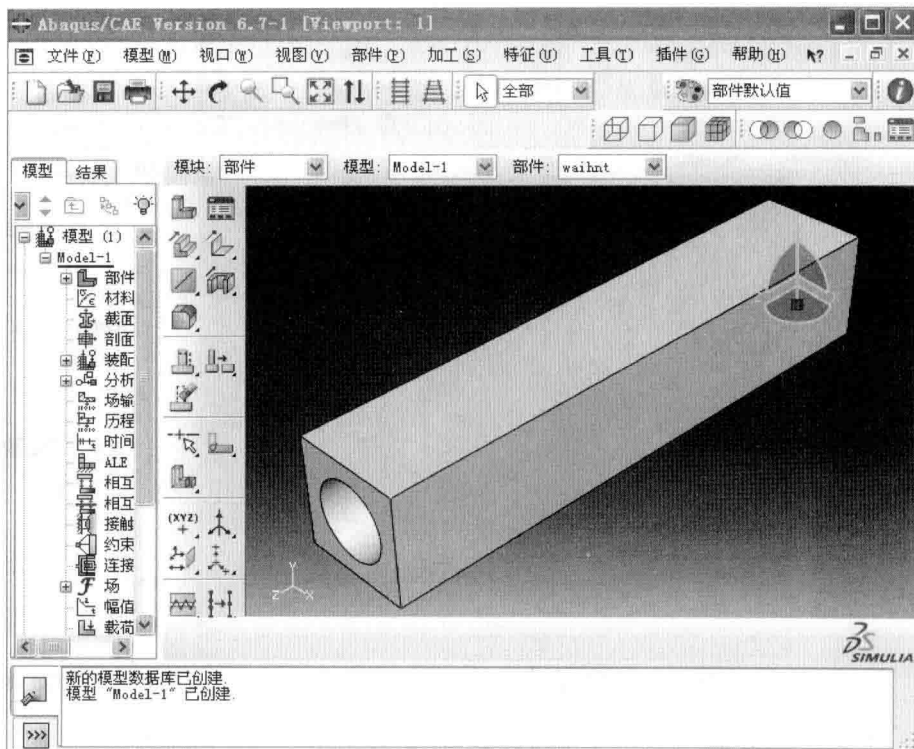 Abaqus/CAE Version 6.7-1 [Viewport: 1]
文件(F) 模型(M) 视口(W) 视图(V) 部件(P) 加工(S) 特征(U) 工具(T) 插件(G) 帮助(H)
全部 部件默认值
模型 结果 模块: 部件 模型: Model-1 部件: waihnt
模型 (1)
Model-1
部件
材料
截面
剖面
装配
分析
场输
历程
时间
ALE
相互
相互
接触
约束
连接
场
幅值
载荷
(XYZ)
Y
Z X
SIMULIA
新的模型数据库已创建.
模型 "Model-1" 已创建.
>>>